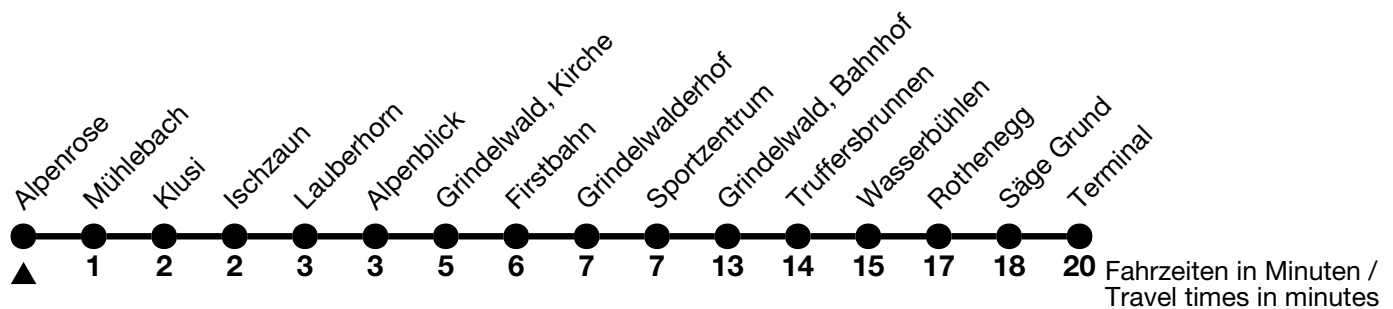 Alpenrose
Mühlebach
Klusi
Ischzaun
Lauberhorn
Alpenblick
Grindelwald, Kirche
Firstbahn
Grindelwalderhof
Sportzentrum
Grindelwald, Bahnhof
Truffersbrunnen
Wasserbühlen
Rothenegg
Säge Grund
Terminal
1 2 2 3 3 5 6 7 7 13 14 15 17 18 20
Fahrzeiten in Minuten /
Travel times in minutes